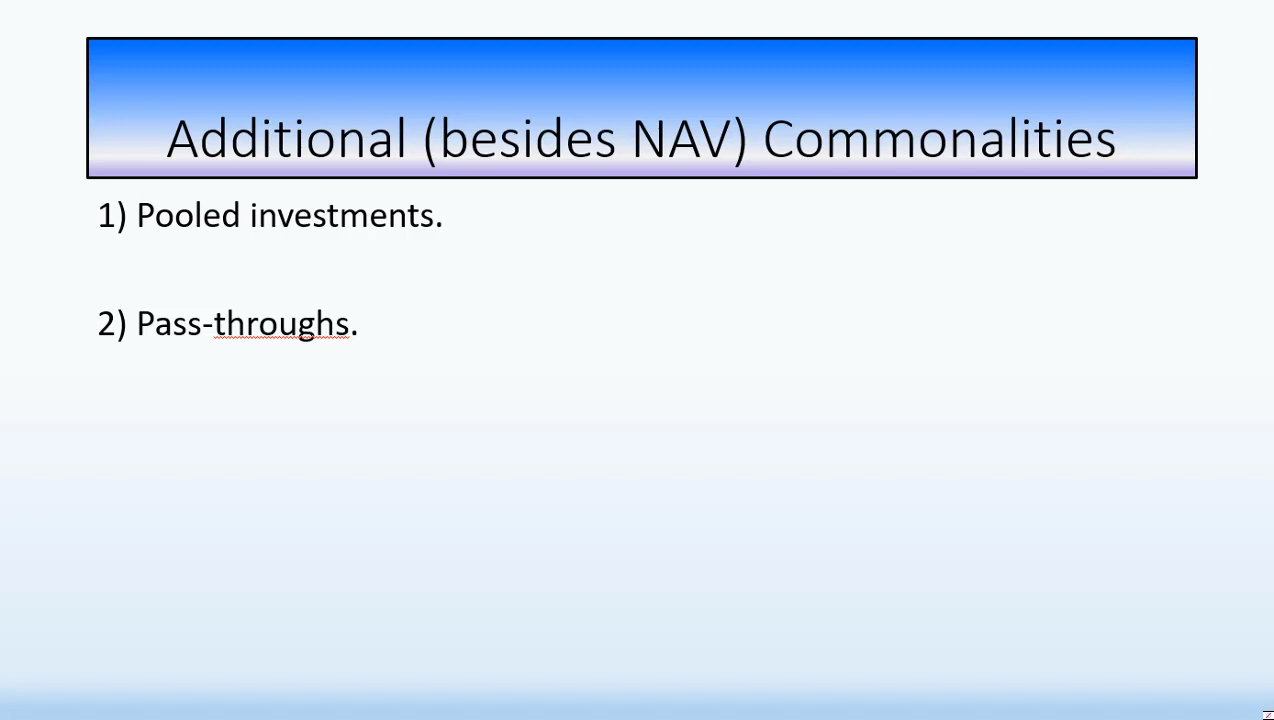 Additional (besides NAV) Commonalities
1) Pooled investments.
2) Pass-throughs.